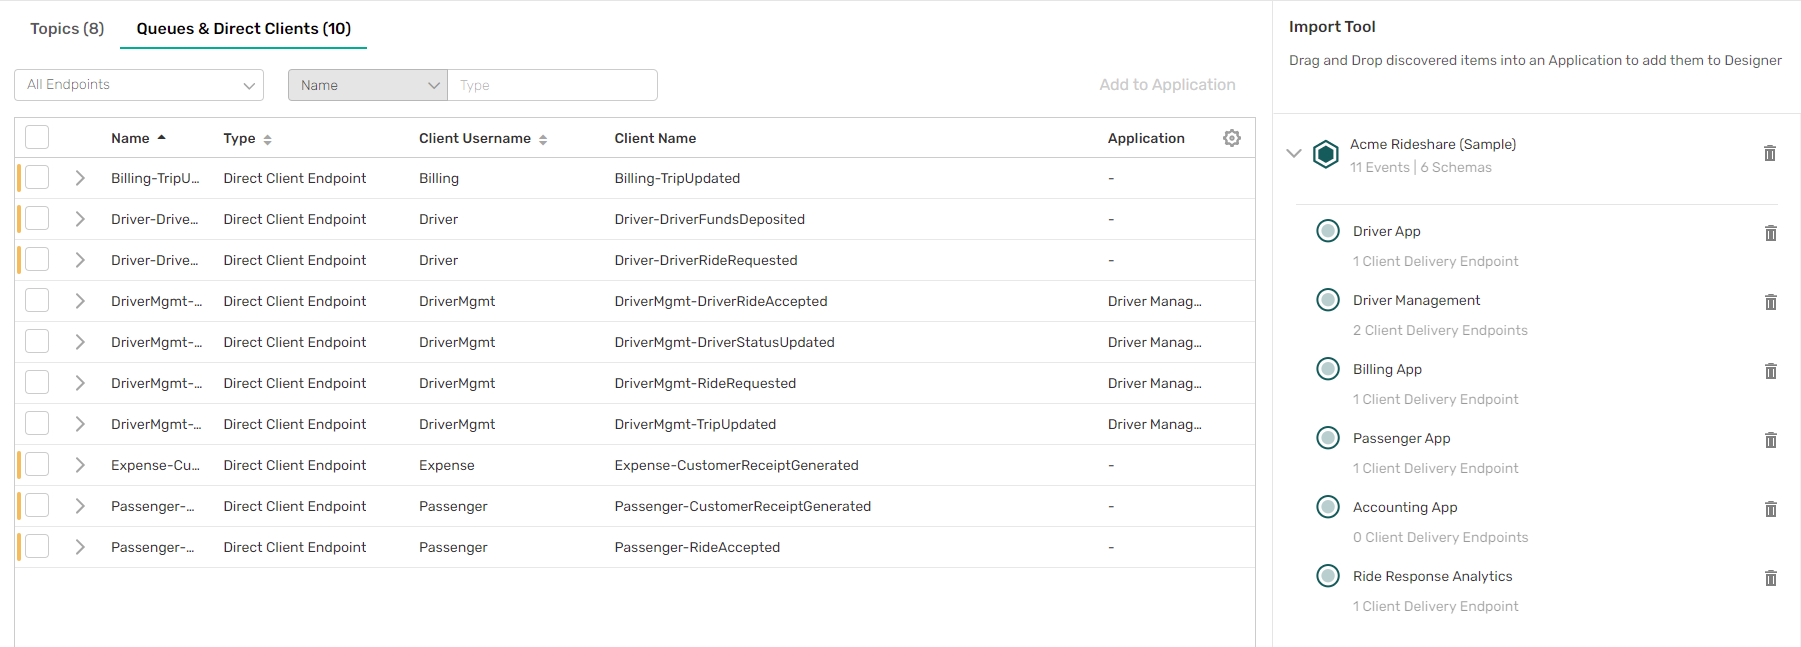 Topics (8)
Queues & Direct Clients (10)
All Endpoints
Name
Type
Add to Application
Name Type Client Username Client Name Application
Billing-TripU... Direct Client Endpoint Billing Billing-TripUpdated -
Driver-Drive... Direct Client Endpoint Driver Driver-DriverFundsDeposited -
Driver-Drive... Direct Client Endpoint Driver Driver-DriverRideRequested -
DriverMgmt-... Direct Client Endpoint DriverMgmt DriverMgmt-DriverRideAccepted Driver Manag...
DriverMgmt-... Direct Client Endpoint DriverMgmt DriverMgmt-DriverStatusUpdated Driver Manag...
DriverMgmt-... Direct Client Endpoint DriverMgmt DriverMgmt-RideRequested Driver Manag...
DriverMgmt-... Direct Client Endpoint DriverMgmt DriverMgmt-TripUpdated Driver Manag...
Expense-Cu... Direct Client Endpoint Expense Expense-CustomerReceiptGenerated -
Passenger-... Direct Client Endpoint Passenger Passenger-CustomerReceiptGenerated -
Passenger-... Direct Client Endpoint Passenger Passenger-RideAccepted -
Import Tool
Drag and Drop discovered items into an Application to add them to Designer
Acme Rideshare (Sample)
11 Events | 6 Schemas
Driver App
1 Client Delivery Endpoint
Driver Management
2 Client Delivery Endpoints
Billing App
1 Client Delivery Endpoint
Passenger App
1 Client Delivery Endpoint
Accounting App
0 Client Delivery Endpoints
Ride Response Analytics
1 Client Delivery Endpoint